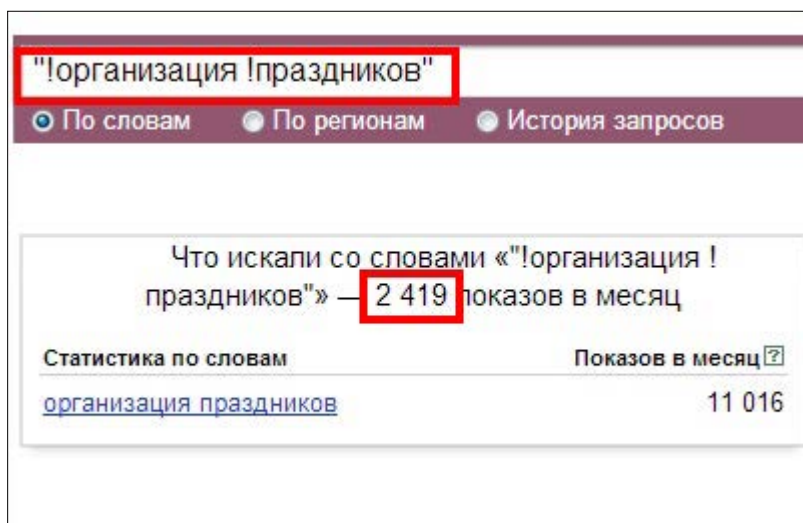 "!организация !праздников"
По словам По регионам История запросов
Что искали со словами «"!организация !
праздников"» — 2 419 показов в месяц
Статистика по словам Показов в месяц ?
организация праздников 11 016